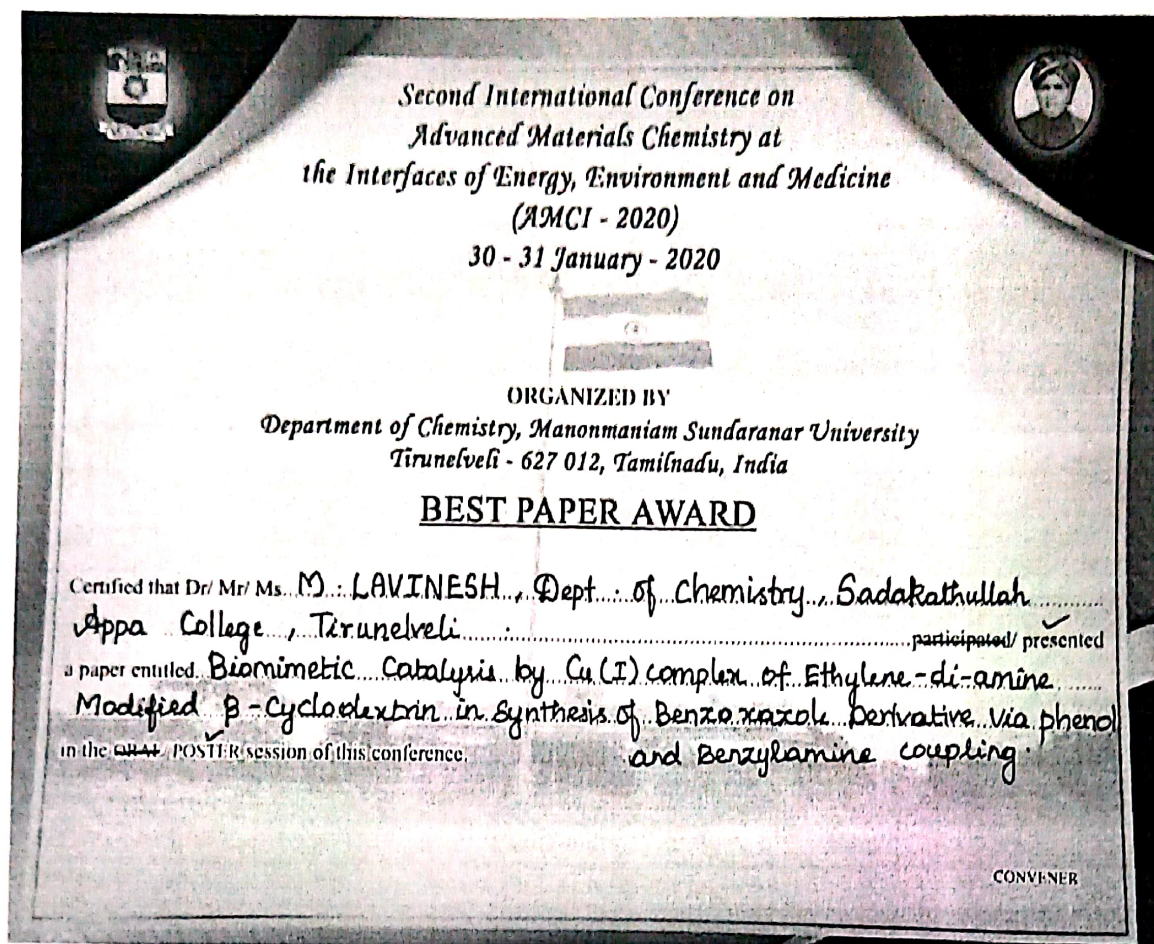 Second International Conference on
Advanced Materials Chemistry at
the Interfaces of Energy, Environment and Medicine
(AMCI - 2020)
30 - 31 January - 2020
ORGANIZED BY
Department of Chemistry, Manonmaniam Sundaranar University
Tirunelveli - 627 012, Tamilnadu, India
BEST PAPER AWARD
Certified that Dr/ Mr/ Ms. M. LAVINESH, Dept. of Chemistry, Sadakathullah
Appa College, Tirunelveli. participated/ presented
a paper entitled Biomimetic Catalysis by Cu(I) complex of Ethylene-di-amine
Modified β-Cyclodextrin in Synthesis of Benzoxazole Derivative Via phenol
and Benzylamine coupling.
in the ORAL / POSTER session of this conference.
CONVENER